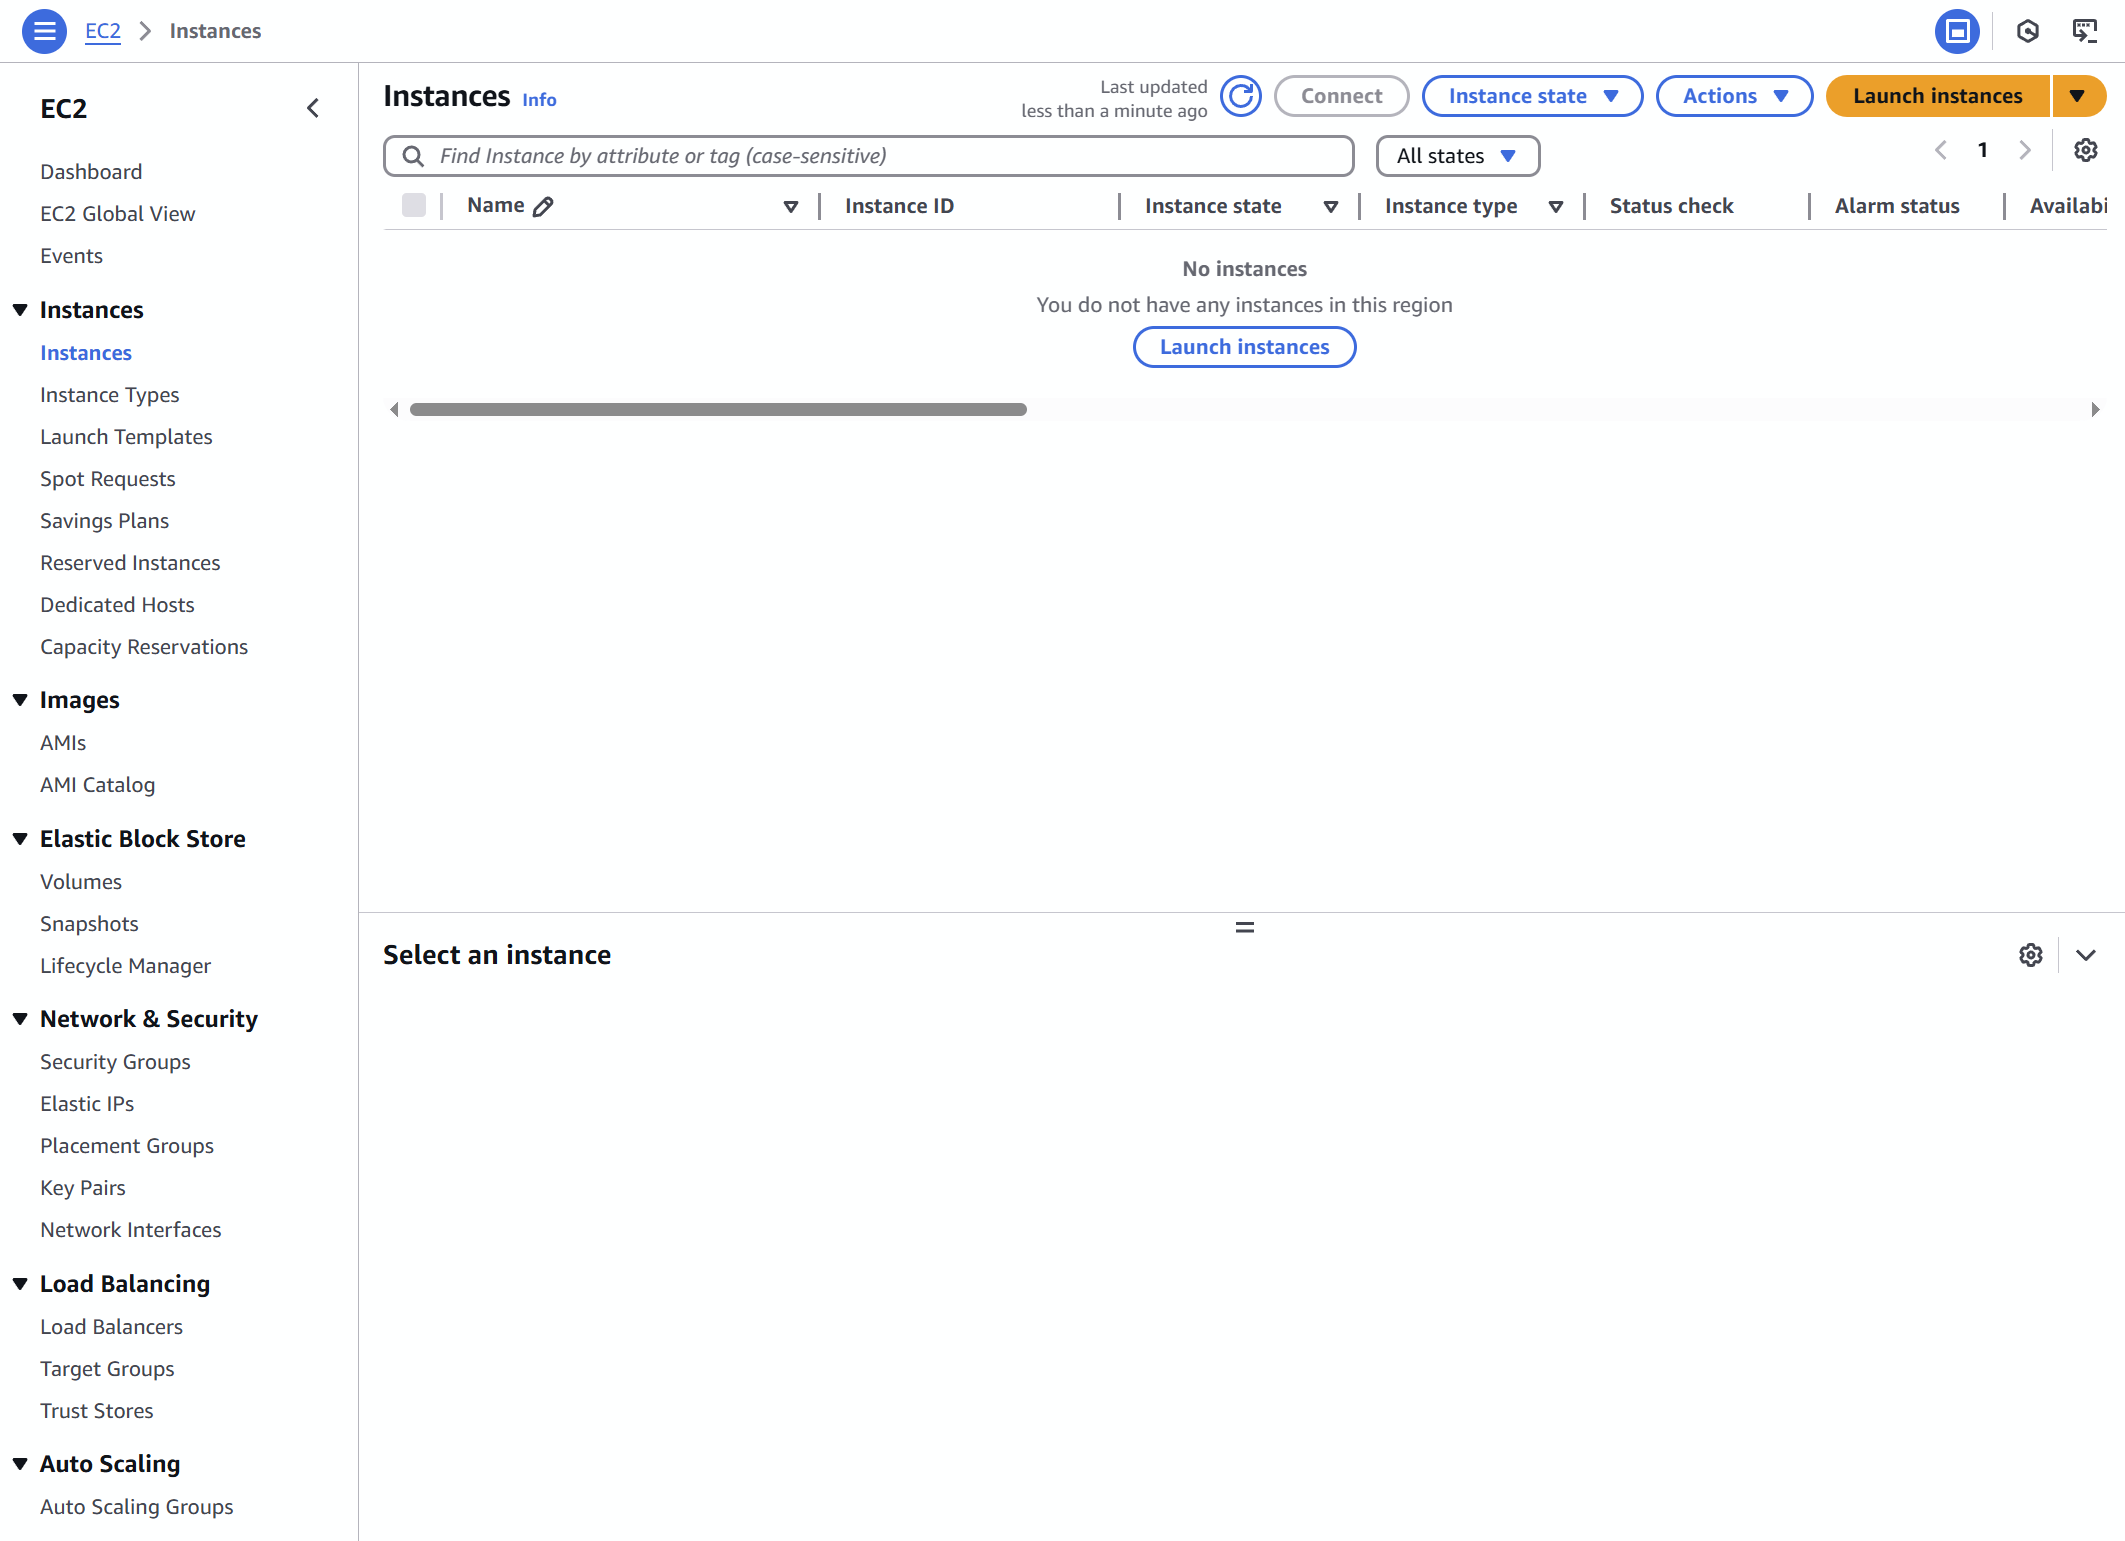 EC2 Instances
EC2
Dashboard
EC2 Global View
Events
Instances
Instances
Instance Types
Launch Templates
Spot Requests
Savings Plans
Reserved Instances
Dedicated Hosts
Capacity Reservations
Images
AMIs
AMI Catalog
Elastic Block Store
Volumes
Snapshots
Lifecycle Manager
Network & Security
Security Groups
Elastic IPs
Placement Groups
Key Pairs
Network Interfaces
Load Balancing
Load Balancers
Target Groups
Trust Stores
Auto Scaling
Auto Scaling Groups
Instances Info
Last updated
less than a minute ago
Connect Instance state Actions Launch instances
Find Instance by attribute or tag (case-sensitive) All states 1
Name Instance ID Instance state Instance type Status check Alarm status Availabi
No instances
You do not have any instances in this region
Launch instances
Select an instance